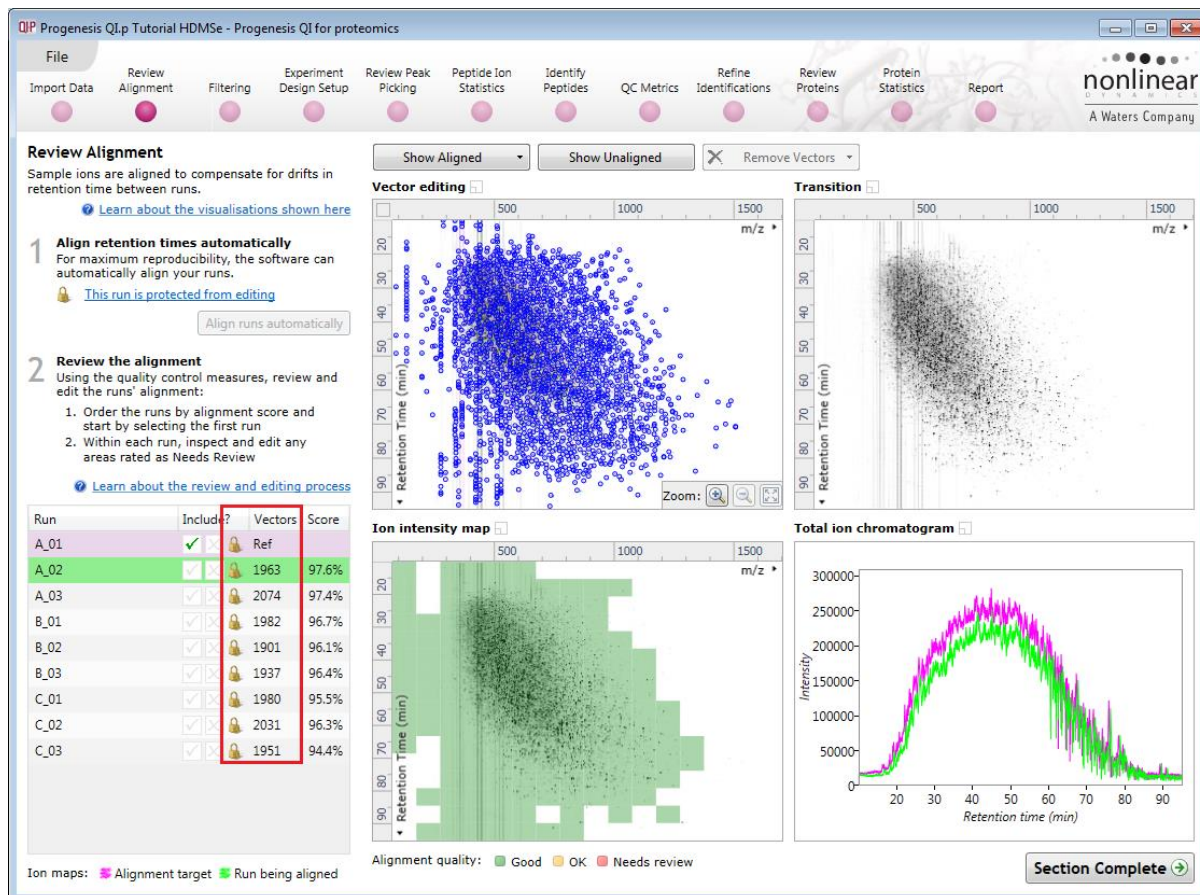 QIP Progenesis QI.p Tutorial HDMSe - Progenesis QI for proteomics
File
Import Data
Review Alignment
Filtering
Experiment Design Setup
Review Peak Picking
Peptide Ion Statistics
Identify Peptides
QC Metrics
Refine Identifications
Review Proteins
Protein Statistics
Report
nonlinear
DYNAMICS
A Waters Company
Review Alignment
Sample ions are aligned to compensate for drifts in
retention time between runs.
? Learn about the visualisations shown here
1 Align retention times automatically
For maximum reproducibility, the software can
automatically align your runs.
This run is protected from editing
Align runs automatically
2 Review the alignment
Using the quality control measures, review and
edit the runs' alignment:
1. Order the runs by alignment score and
start by selecting the first run
2. Within each run, inspect and edit any
areas rated as Needs Review
? Learn about the review and editing process
Run Include? Vectors Score
A_01 Ref
A_02 1963 97.6%
A_03 2074 97.4%
B_01 1982 96.7%
B_02 1901 96.1%
B_03 1937 96.4%
C_01 1980 95.5%
C_02 2031 96.3%
C_03 1951 94.4%
Ion maps: Alignment target Run being aligned
Show Aligned Show Unaligned Remove Vectors
Vector editing
500 1000 1500
m/z
20
30
40
50
60
70
80
90
Retention Time (min)
Zoom:
Transition
500 1000 1500
m/z
20
30
40
50
60
70
80
90
Retention Time (min)
Ion intensity map
500 1000 1500
m/z
20
30
40
50
60
70
80
90
Retention Time (min)
Alignment quality: Good OK Needs review
Total ion chromatogram
300000
250000
200000
150000
100000
50000
0
Intensity
20 30 40 50 60 70 80 90
Retention time (min)
Section Complete